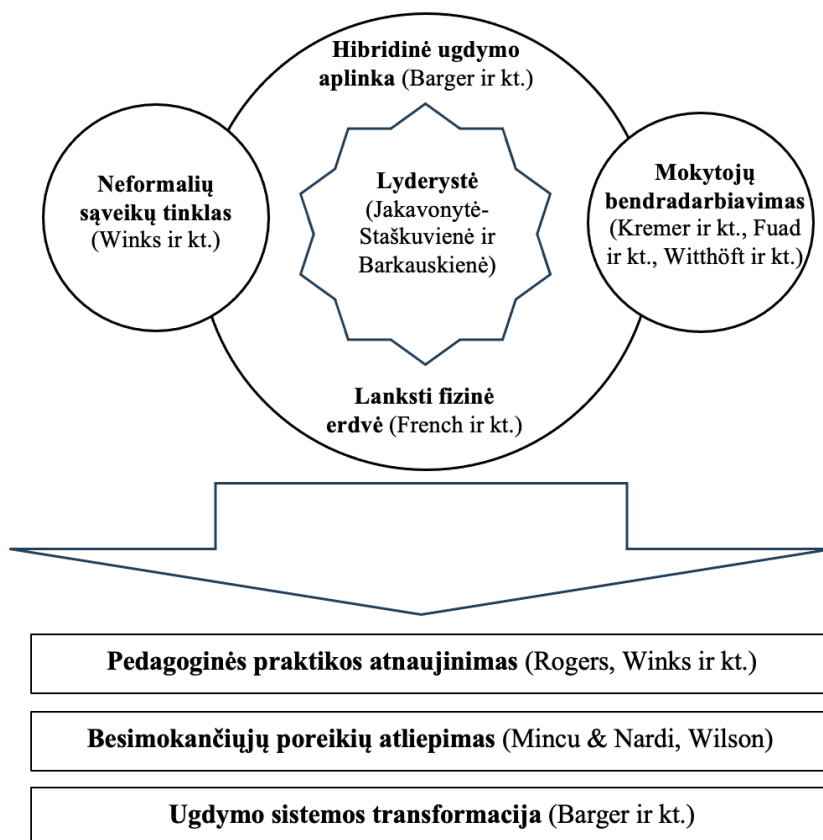 Hibridinė ugdymo
aplinka (Barger ir kt.)
Neformalių
sąveikų tinklas
(Winks ir kt.)
Lyderystė
(Jakavonytė-
Staškuvienė ir
Barkauskienė)
Mokytojų
bendradarbiavimas
(Kremer ir kt., Fuad
ir kt., Witthöft ir kt.)
Lanksti fizinė
erdvė (French ir kt.)
Pedagoginės praktikos atnaujinimas (Rogers, Winks ir kt.)
Besimokančiųjų poreikių atliepimas (Mincu & Nardi, Wilson)
Ugdymo sistemos transformacija (Barger ir kt.)